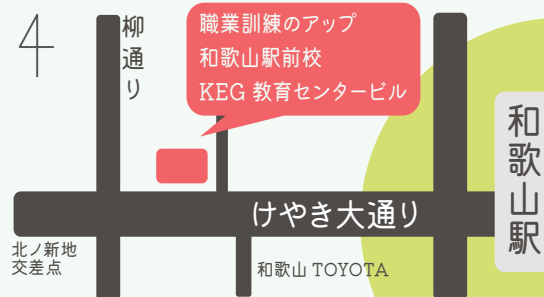 柳通り
職業訓練のアップ
和歌山駅前校
KEG 教育センタービル
和歌山駅
けやき大通り
北ノ新地
交差点
和歌山 TOYOTA